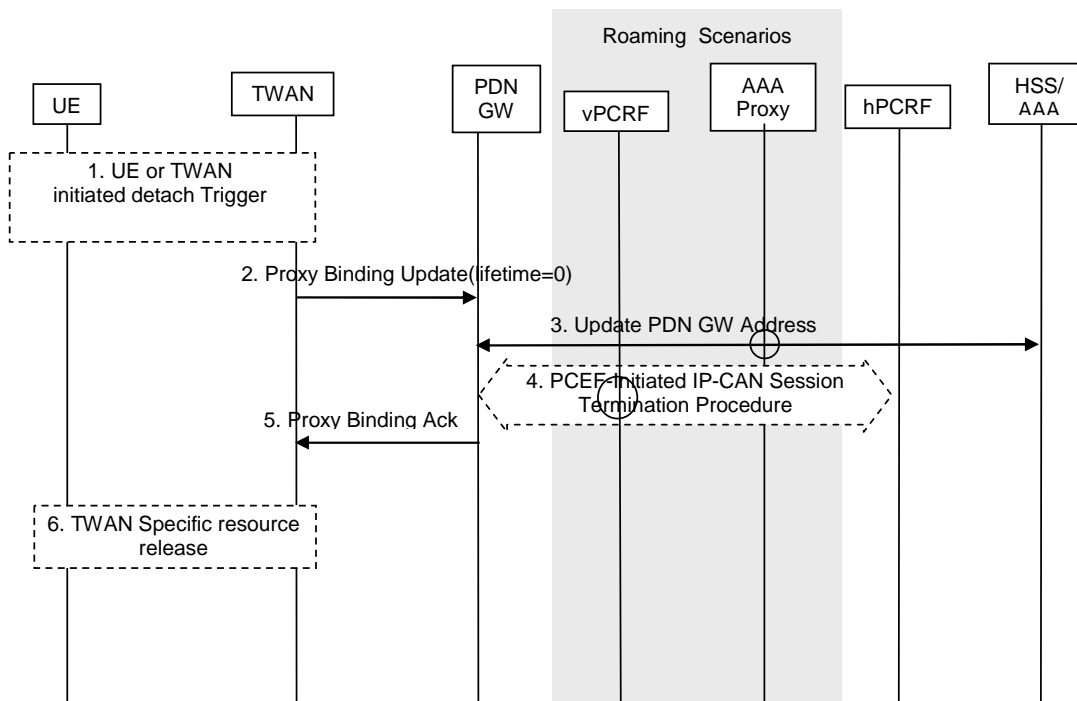 Roaming Scenarios
UE
TWAN
PDN
GW
vPCRF
AAA
Proxy
hPCRF
HSS/
AAA
1. UE or TWAN
initiated detach Trigger
2. Proxy Binding Update(lifetime=0)
3. Update PDN GW Address
4. PCEF-Initiated IP-CAN Session
Termination Procedure
5. Proxy Binding Ack
6. TWAN Specific resource
release